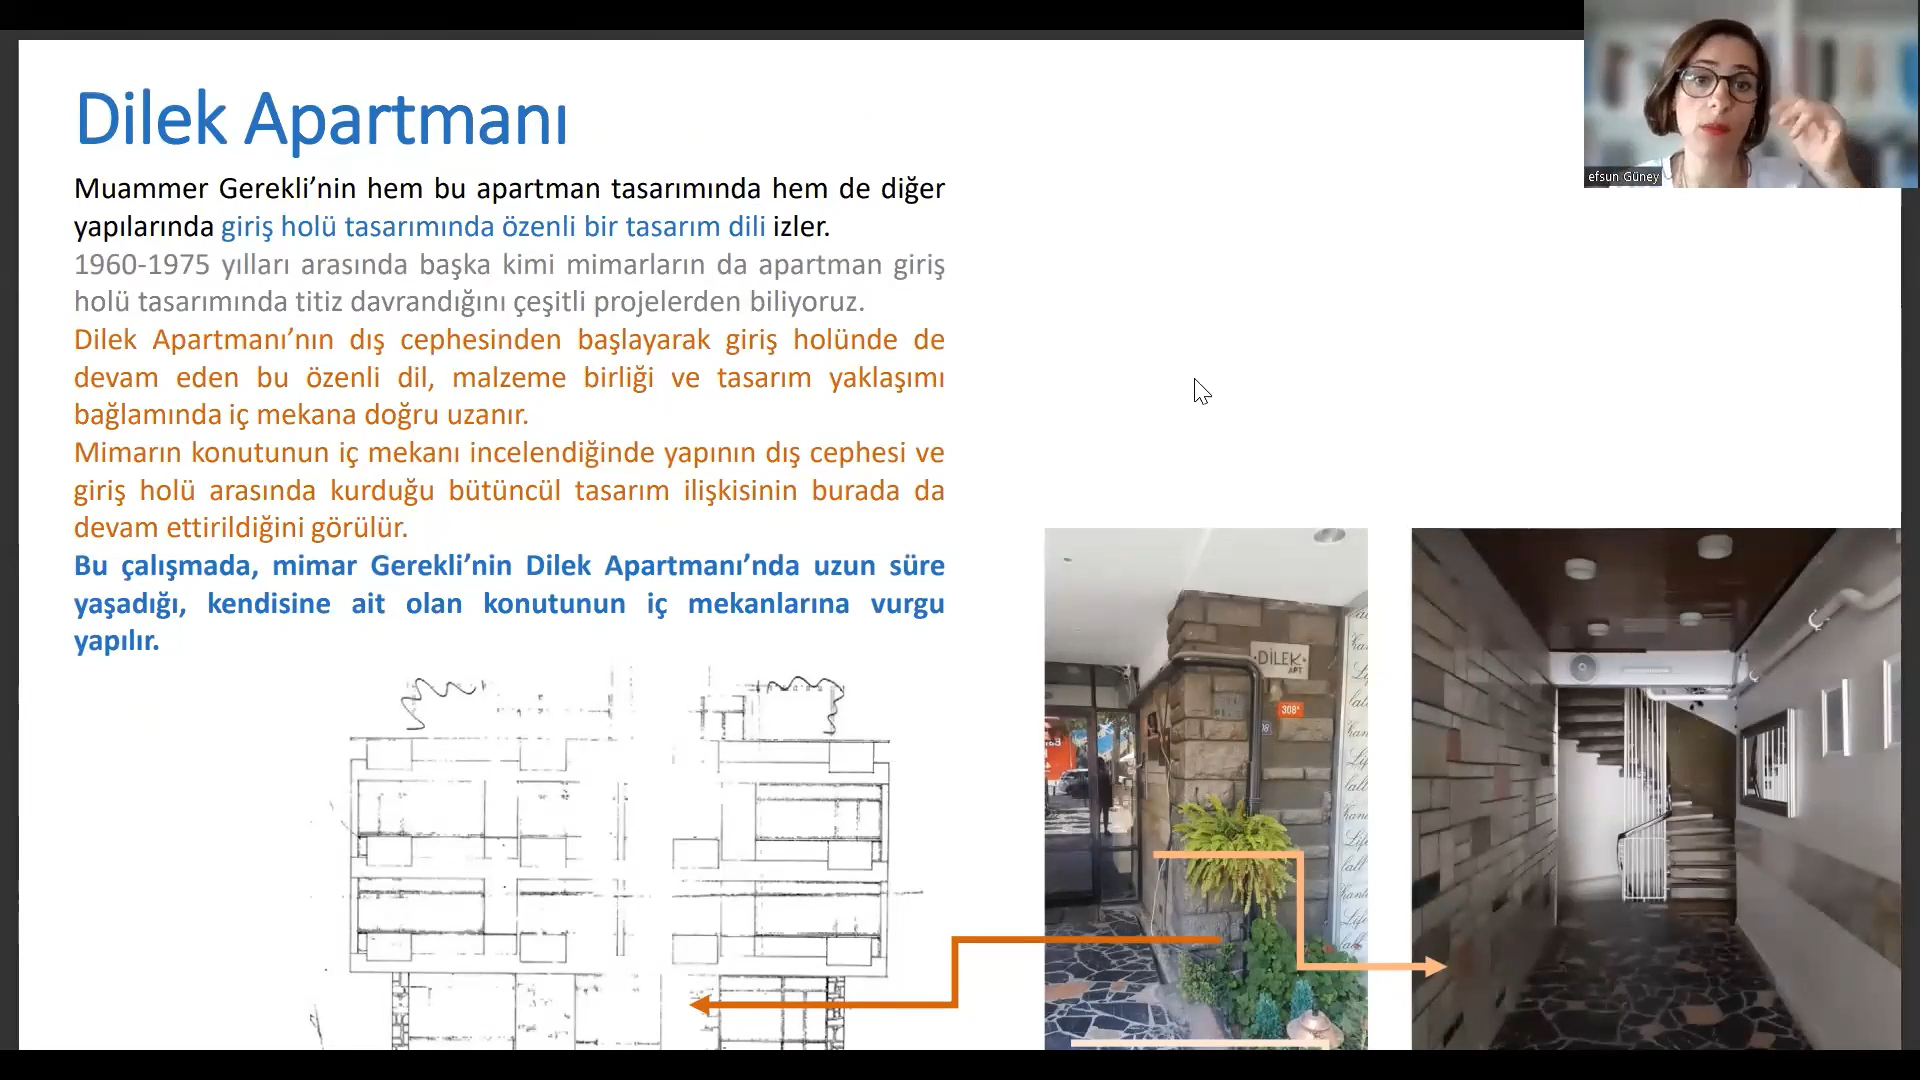 Dilek Apartmanı
Muammer Gerekli’nin hem bu apartman tasarımında hem de diğer
yapılarında giriş holü tasarımında özenli bir tasarım dili izler.
1960-1975 yılları arasında başka kimi mimarların da apartman giriş
holü tasarımında titiz davrandığını çeşitli projelerden biliyoruz.
Dilek Apartmanı’nın dış cephesinden başlayarak giriş holünde de
devam eden bu özenli dil, malzeme birliği ve tasarım yaklaşımı
bağlamında iç mekana doğru uzanır.
Mimarın konutunun iç mekanı incelendiğinde yapının dış cephesi ve
giriş holü arasında kurduğu bütüncül tasarım ilişkisinin burada da
devam ettirildiğini görülür.
Bu çalışmada, mimar Gerekli’nin Dilek Apartmanı’nda uzun süre
yaşadığı, kendisine ait olan konutunun iç mekanlarına vurgu
yapılır.
efsun Güney
DİLEK
APT
308